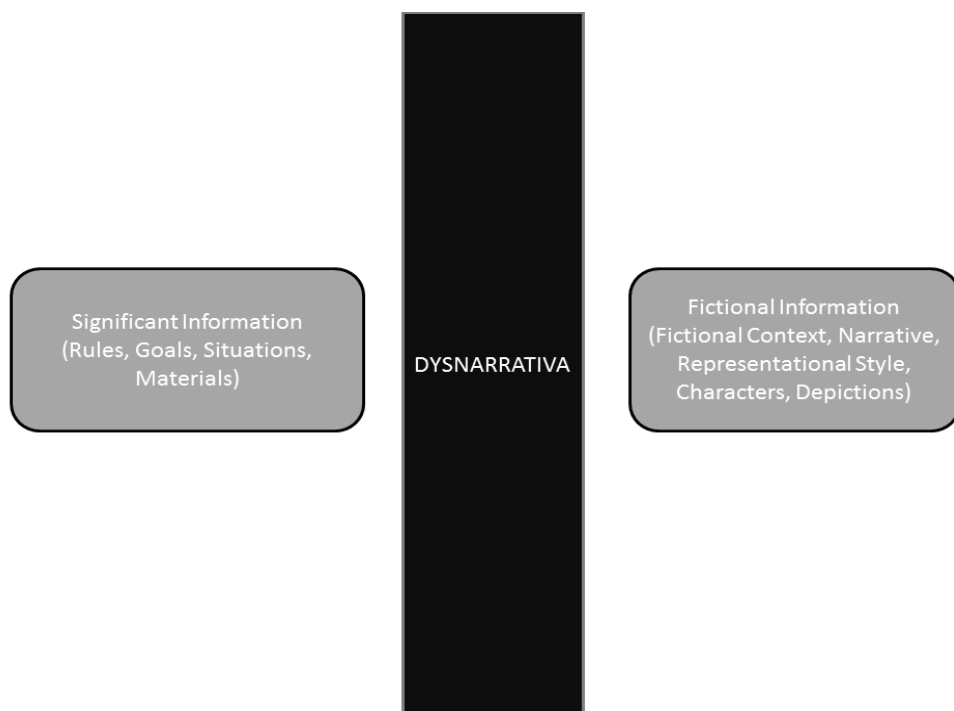 Significant Information
(Rules, Goals, Situations,
Materials)
DYSNARRATIVA
Fictional Information
(Fictional Context, Narrative,
Representational Style,
Characters, Depictions)